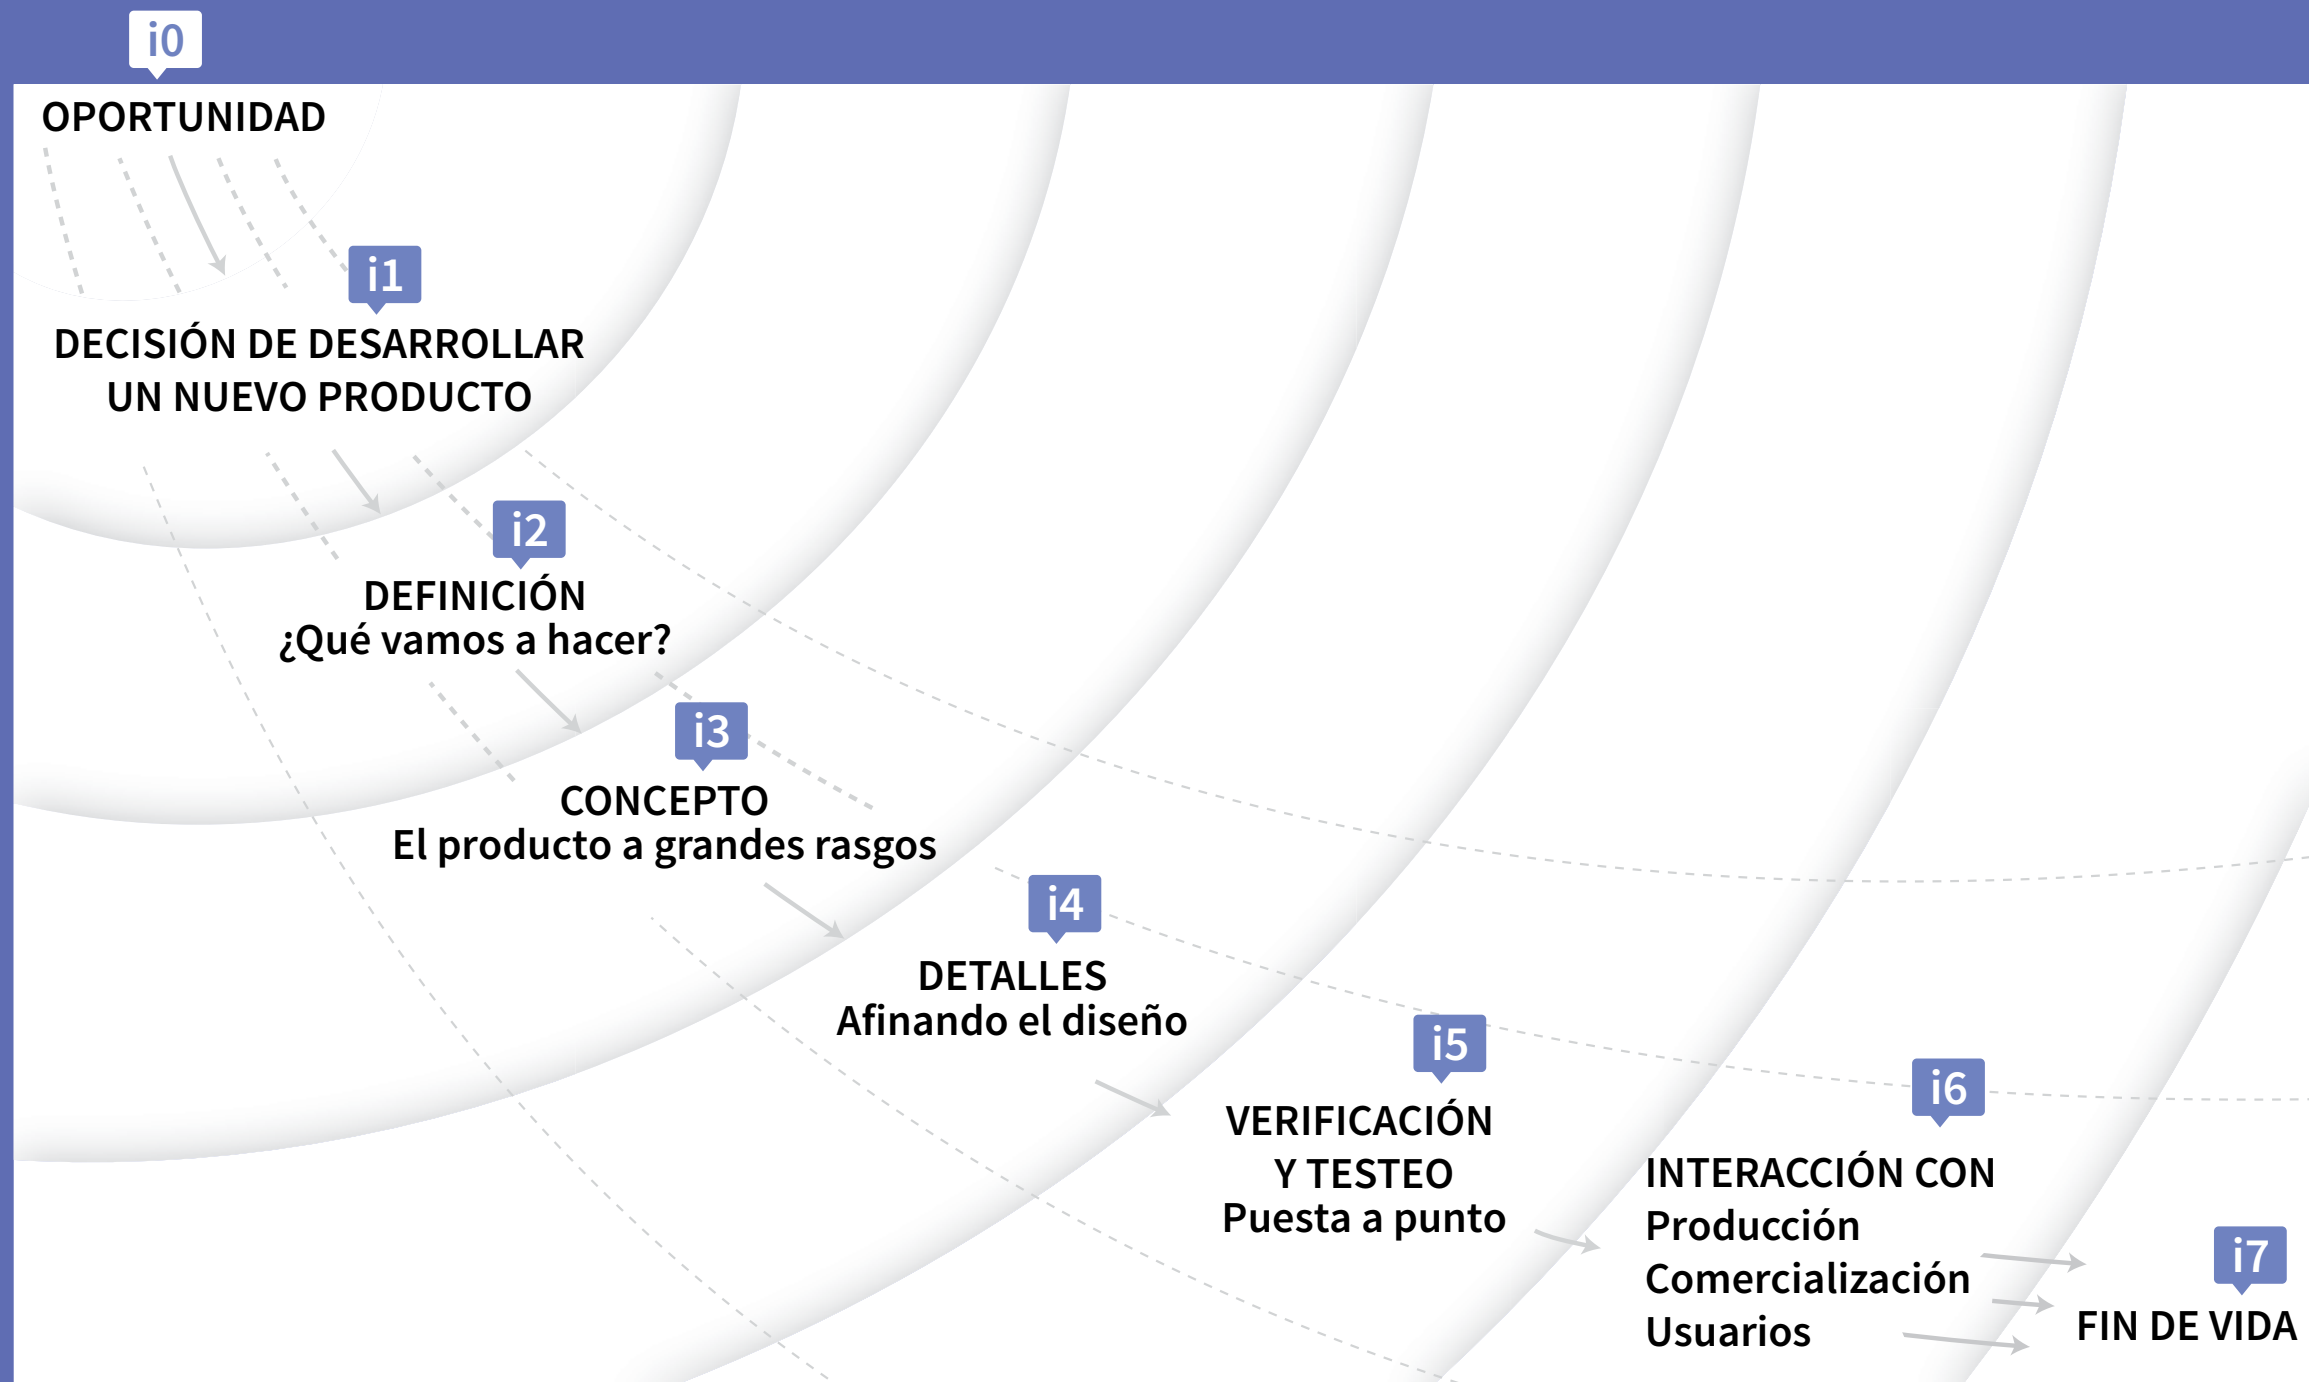 i0
OPORTUNIDAD
i1
DECISIÓN DE DESARROLLAR
UN NUEVO PRODUCTO
i2
DEFINICIÓN
¿Qué vamos a hacer?
i3
CONCEPTO
El producto a grandes rasgos
i4
DETALLES
Afinando el diseño
i5
VERIFICACIÓN
Y TESTEO
Puesta a punto
i6
INTERACCIÓN CON
Producción
Comercialización
Usuarios
i7
FIN DE VIDA